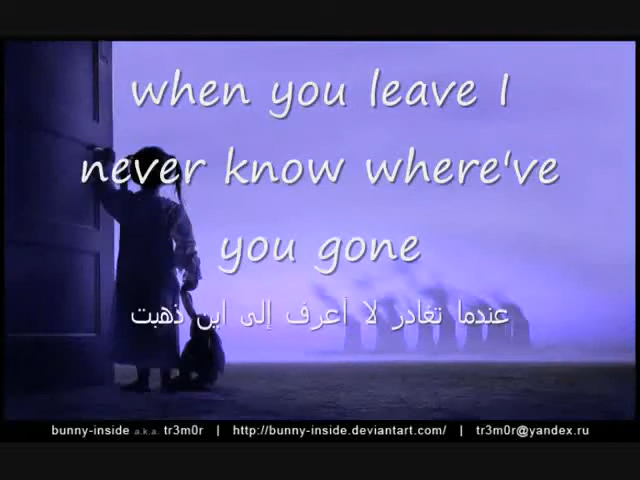 when you leave I
never know where've
you gone
عندما تغادر لا أعرف إلى اين ذهبت
bunny-inside a.k.a. tr3m0r | http://bunny-inside.deviantart.com/ | tr3m0r@yandex.ru